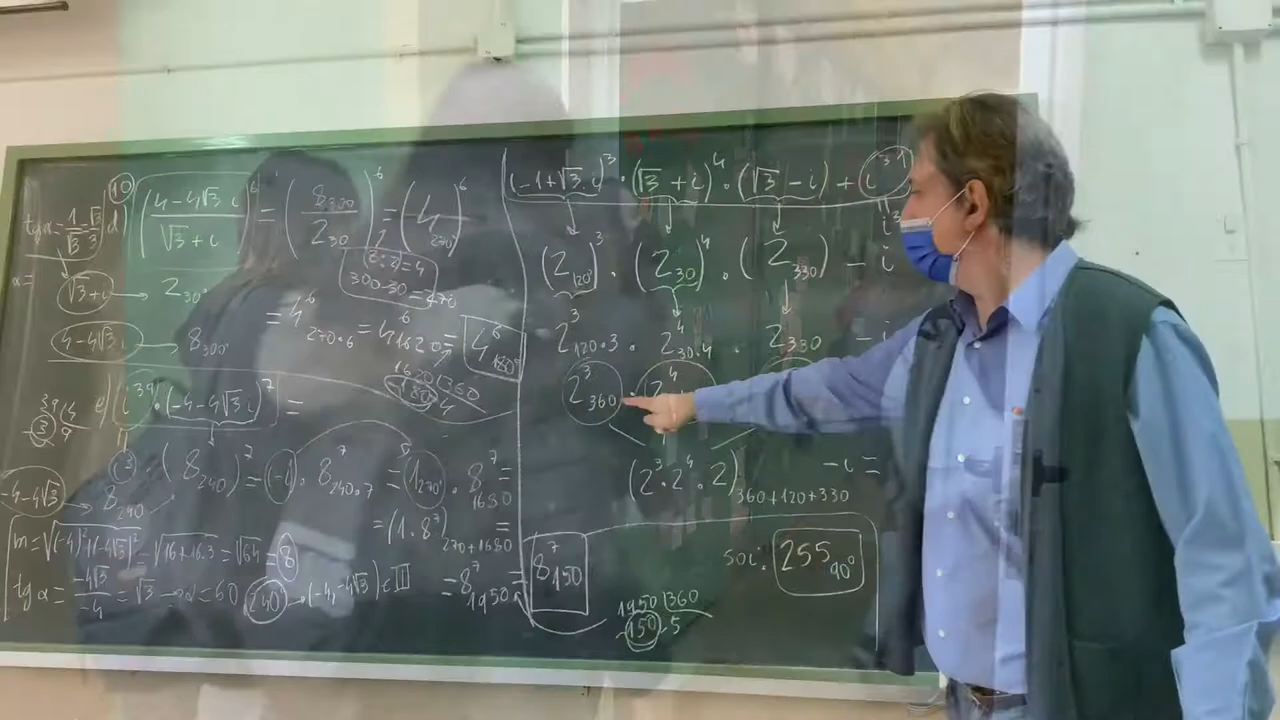 10
tgα = 1/√3 = √3/3
d) ((4-4√3 i)/(√3+i))^6 = (8_300/2_30)^6 = (4_270)^6
α =
√3+i → 2_30°
8:2=4
300-30=270
4-4√3 i → 8_300°
= 4^6_270·6 = 4^6_1620 = 4^6_180°
1620 |360
180 4
39 |4
3 9
e) (i^39 · (-4-4√3 i)^7 =
i^3 (8_240)^7 = (-i) · 8^7_240·7 = 1_270° · 8^7_1680 =
-4-4√3 → 8_240
= (1·8^7)_270+1680 =
m = √((-4)²+(-4√3)²) = √(16+16·3) = √64 = 8
tgα = -4√3/-4 = √3 → α = 60 240 → (-4,-4√3) ∈ III = 8^7_1950 = 8^7_150
1950 |360
150 5
(-1+√3·i)^3 · (√3+i)^4 · (√3-i) + i^31
i^3
(2_120°)^3 · (2_30)^4 · (2_330) - i
2^3_120·3 · 2^4_30·4 · 2_330 - i
2^3_360 · 2^4
(2^3·2^4·2)_360+120+330 - i =
SOL: 255_90°